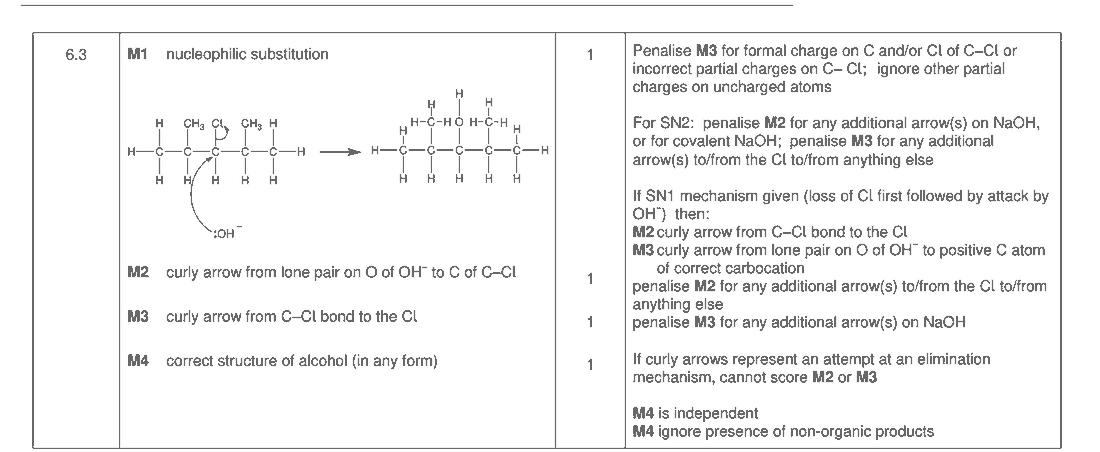 6.3
M1 nucleophilic substitution
H CH₃ Cl CH₃ H
H–C–C–C–C–C–H
H H H H H
:OH⁻
H H H
H–C–H O H–C–H
H H
H–C–C–C–C–C–H
H H H H H
M2 curly arrow from lone pair on O of OH⁻ to C of C–Cl
M3 curly arrow from C–Cl bond to the Cl
M4 correct structure of alcohol (in any form)
1
1
1
1
Penalise M3 for formal charge on C and/or Cl of C–Cl or
incorrect partial charges on C– Cl; ignore other partial
charges on uncharged atoms
For SN2: penalise M2 for any additional arrow(s) on NaOH,
or for covalent NaOH; penalise M3 for any additional
arrow(s) to/from the Cl to/from anything else
If SN1 mechanism given (loss of Cl first followed by attack by
OH⁻) then:
M2 curly arrow from C–Cl bond to the Cl
M3 curly arrow from lone pair on O of OH⁻ to positive C atom
of correct carbocation
penalise M2 for any additional arrow(s) to/from the Cl to/from
anything else
penalise M3 for any additional arrow(s) on NaOH
If curly arrows represent an attempt at an elimination
mechanism, cannot score M2 or M3
M4 is independent
M4 ignore presence of non-organic products